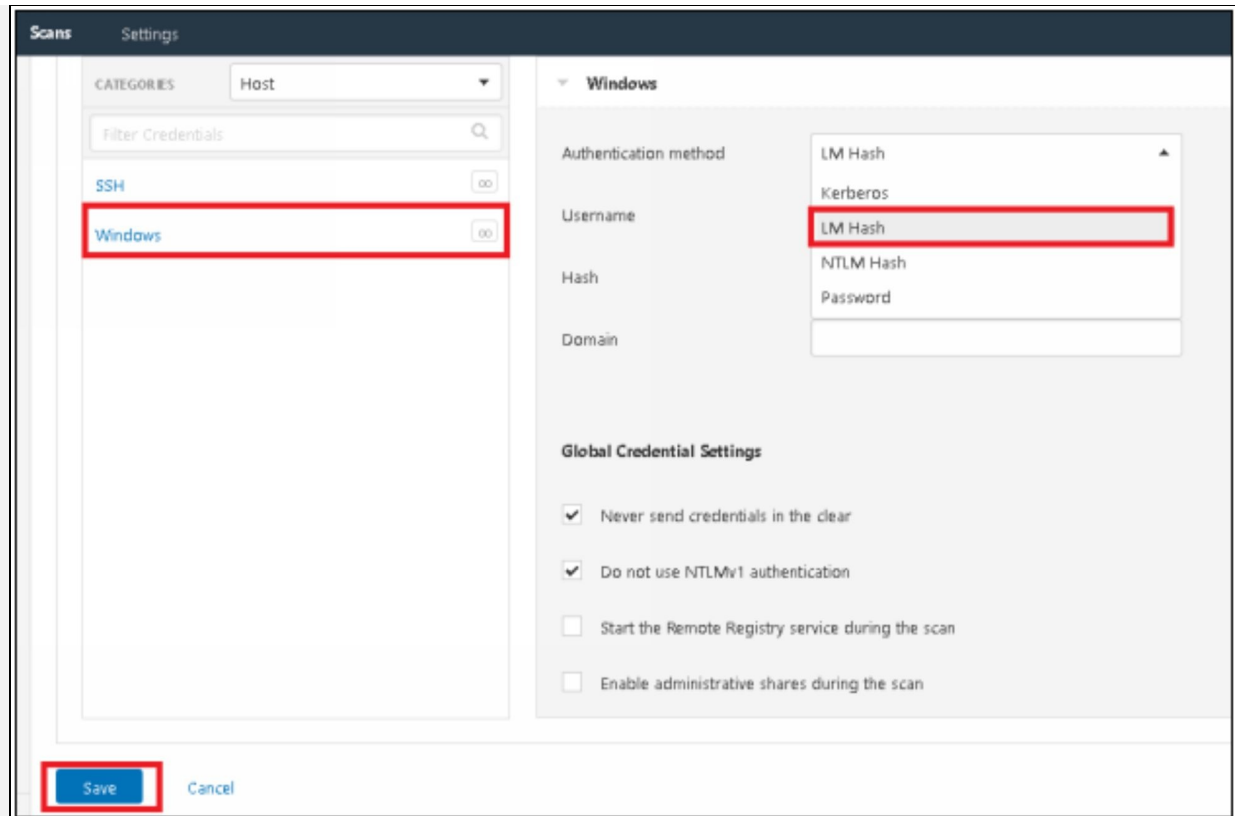 Scans Settings
CATEGORIES Host
Filter Credentials
SSH
Windows
Windows
Authentication method LM Hash
Kerberos
Username
LM Hash
NTLM Hash
Hash
Password
Domain
Global Credential Settings
Never send credentials in the clear
Do not use NTLMv1 authentication
Start the Remote Registry service during the scan
Enable administrative shares during the scan
Save Cancel